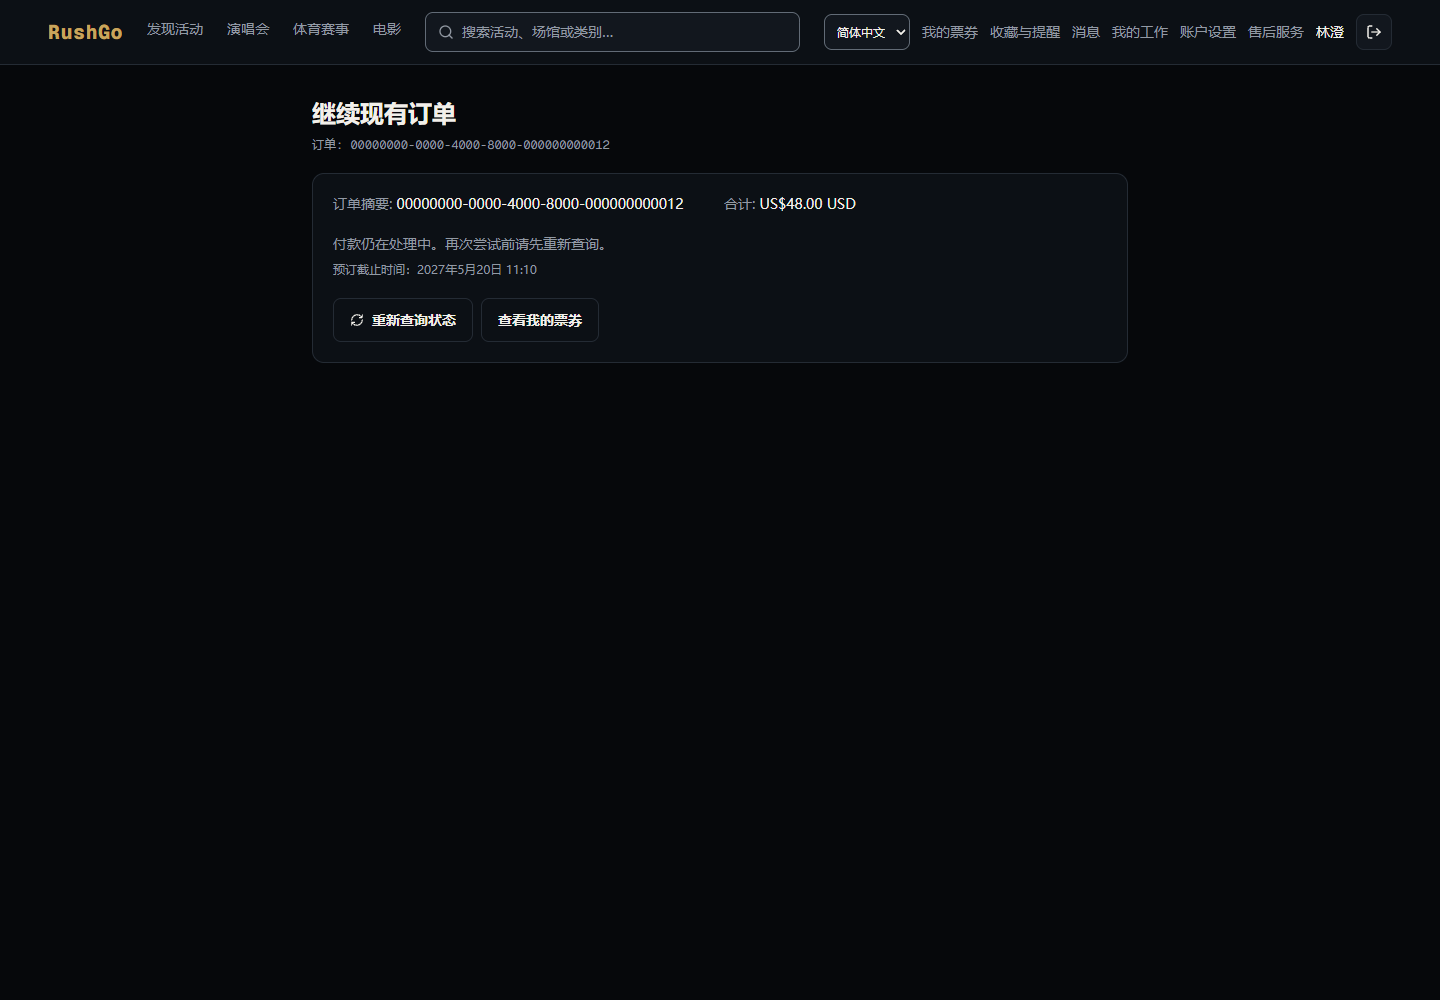 RushGo 发现活动 演唱会 体育赛事 电影 搜索活动、场馆或类别... 简体中文 我的票券 收藏与提醒 消息 我的工作 账户设置 售后服务 林澄
继续现有订单
订单: 00000000-0000-4000-8000-000000000012
订单摘要: 00000000-0000-4000-8000-000000000012 合计: US$48.00 USD
付款仍在处理中。再次尝试前请先重新查询。
预订截止时间：2027年5月20日 11:10
重新查询状态 查看我的票券